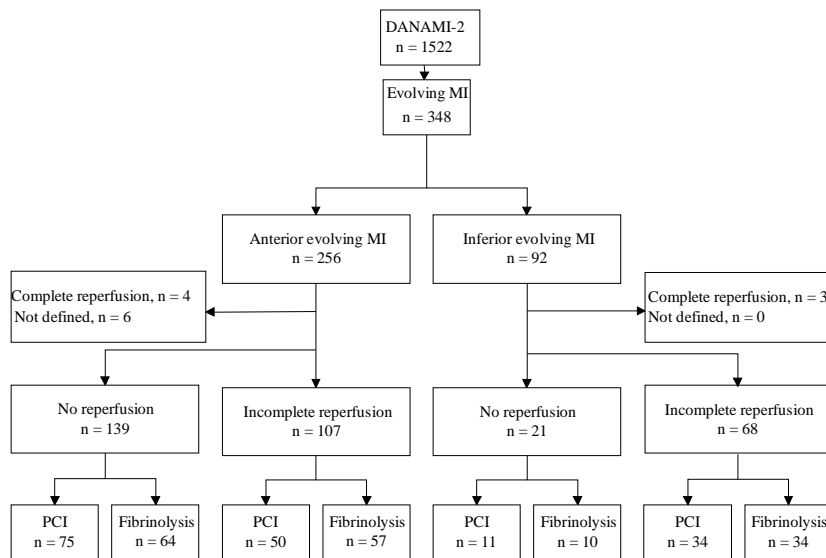 DANAMI-2
n = 1522
Evolving MI
n = 348
Anterior evolving MI
n = 256
Inferior evolving MI
n = 92
Complete reperfusion, n = 4
Not defined, n = 6
Complete reperfusion, n = 3
Not defined, n = 0
No reperfusion
n = 139
Incomplete reperfusion
n = 107
No reperfusion
n = 21
Incomplete reperfusion
n = 68
PCI
n = 75
Fibrinolysis
n = 64
PCI
n = 50
Fibrinolysis
n = 57
PCI
n = 11
Fibrinolysis
n = 10
PCI
n = 34
Fibrinolysis
n = 34